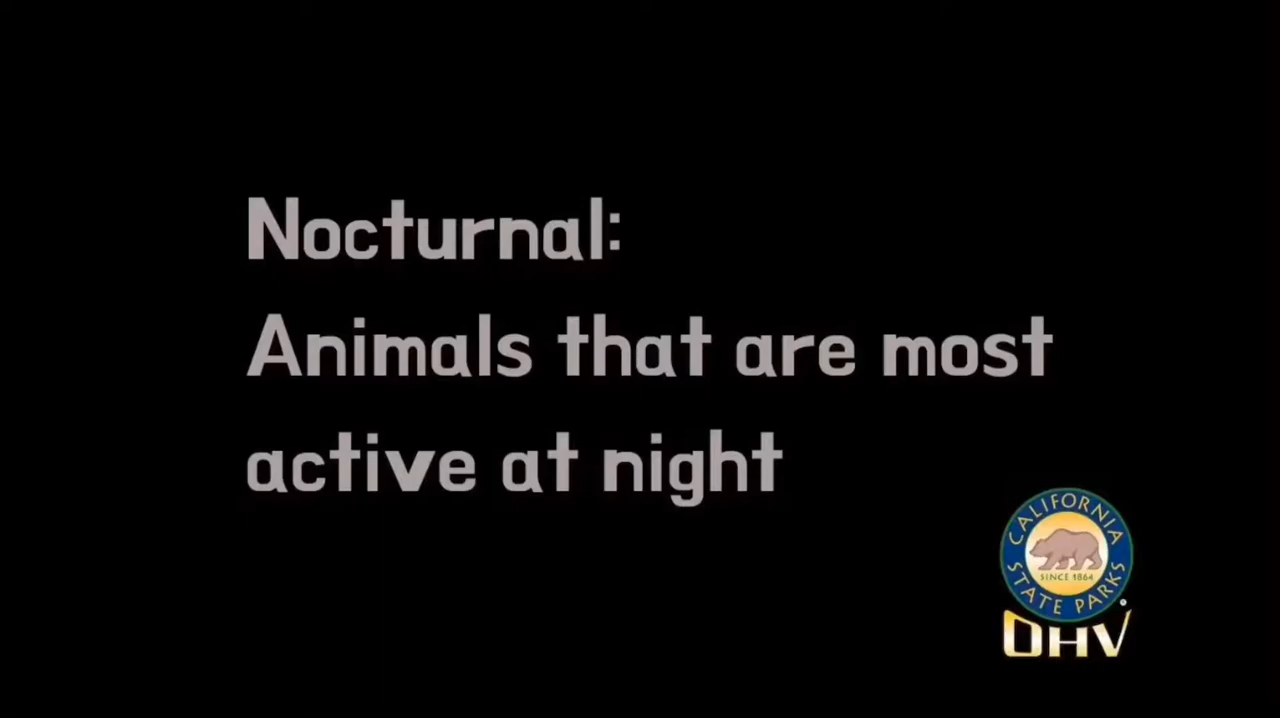 Nocturnal:
Animals that are most
active at night
CALIFORNIA
SINCE 1864
STATE PARKS
OHV